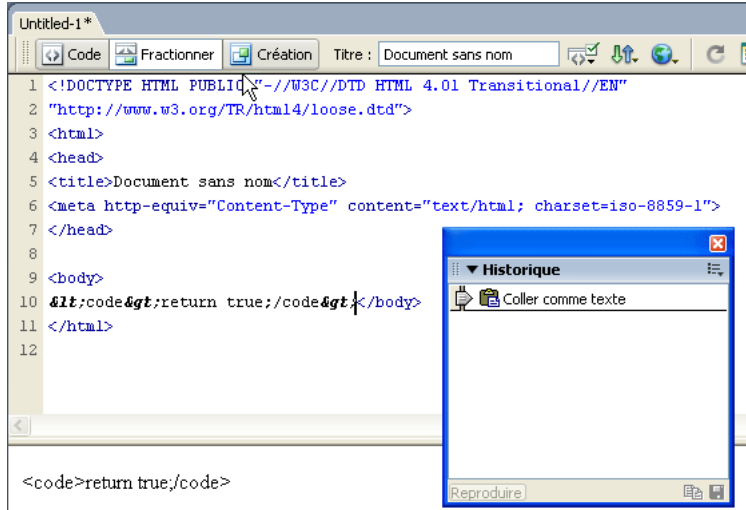 Untitled-1*
Code Fractionner Création Titre : Document sans nom
1 <!DOCTYPE HTML PUBLIC "-//W3C//DTD HTML 4.01 Transitional//EN"
2 "http://www.w3.org/TR/html4/loose.dtd">
3 <html>
4 <head>
5 <title>Document sans nom</title>
6 <meta http-equiv="Content-Type" content="text/html; charset=iso-8859-1">
7 </head>
8
9 <body>
10 &lt;code&gt;return true;/code&gt;</body>
11 </html>
12
Historique
Coller comme texte
Reproduire
<code>return true;/code>